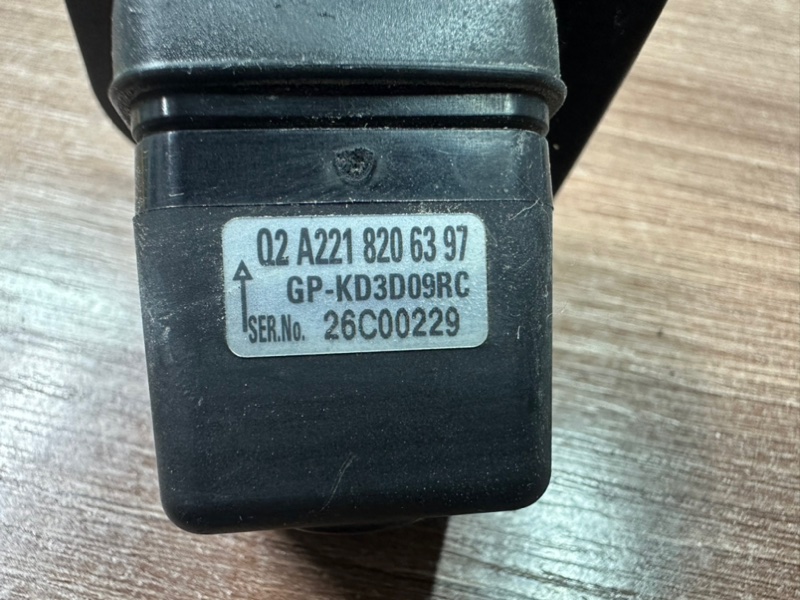 Q2 A221 820 63 97
GP-KD3D09RC
SER.No. 26C00229